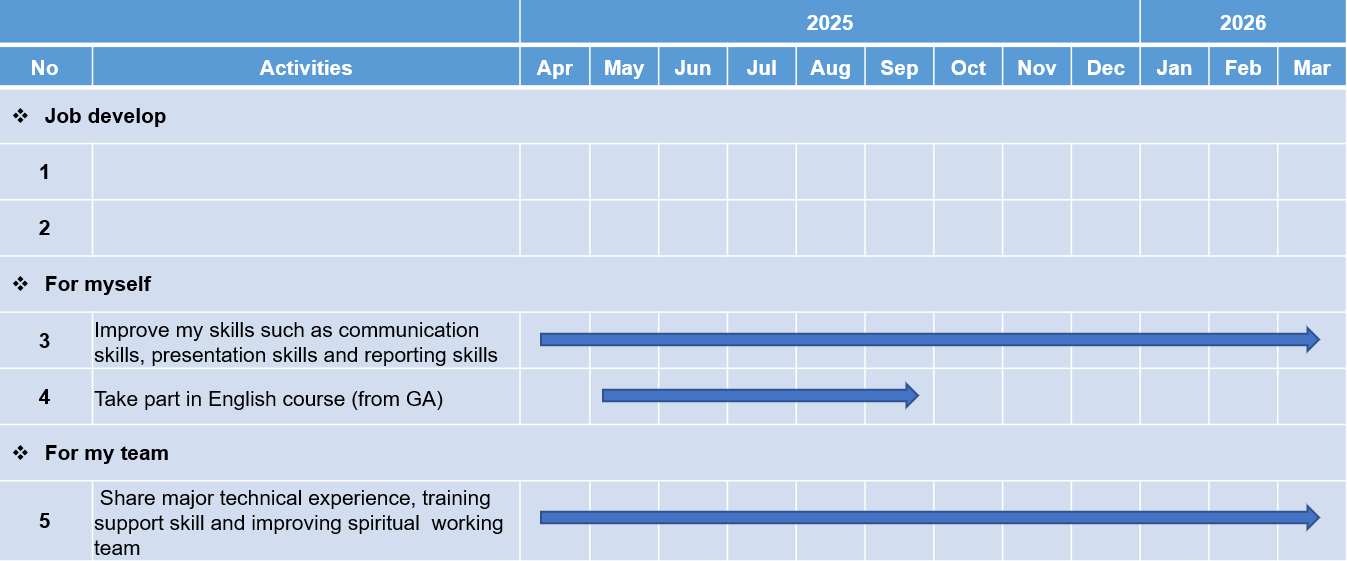 2025 2026
No Activities Apr May Jun Jul Aug Sep Oct Nov Dec Jan Feb Mar
❖ Job develop
1
2
❖ For myself
3 Improve my skills such as communication
skills, presentation skills and reporting skills
4 Take part in English course (from GA)
❖ For my team
5 Share major technical experience, training
support skill and improving spiritual working
team